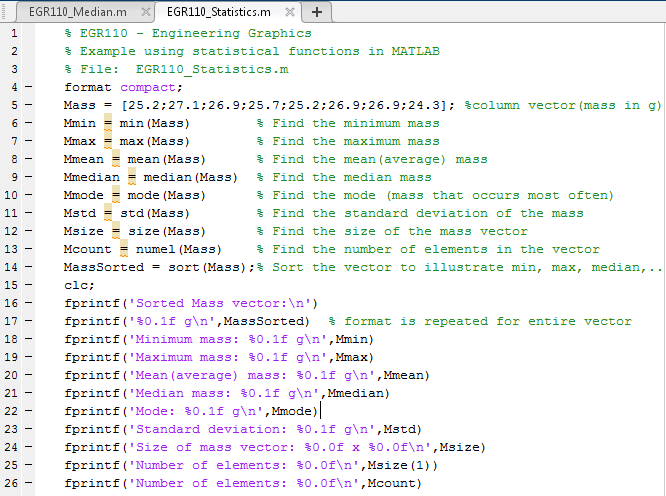 EGR110_Median.m × EGR110_Statistics.m × +
1 % EGR110 - Engineering Graphics
2 % Example using statistical functions in MATLAB
3 % File:  EGR110_Statistics.m
4 - format compact;
5 - Mass = [25.2;27.1;26.9;25.7;25.2;26.9;26.9;24.3]; %column vector(mass in g)
6 - Mmin = min(Mass) % Find the minimum mass
7 - Mmax = max(Mass) % Find the maximum mass
8 - Mmean = mean(Mass) % Find the mean(average) mass
9 - Mmedian = median(Mass) % Find the median mass
10 - Mmode = mode(Mass) % Find the mode (mass that occurs most often)
11 - Mstd = std(Mass) % Find the standard deviation of the mass
12 - Msize = size(Mass) % Find the size of the mass vector
13 - Mcount = numel(Mass) % Find the number of elements in the vector
14 - MassSorted = sort(Mass);% Sort the vector to illustrate min, max, median,..
15 - clc;
16 - fprintf('Sorted Mass vector:\n')
17 - fprintf('%0.1f g\n',MassSorted) % format is repeated for entire vector
18 - fprintf('Minimum mass: %0.1f g\n',Mmin)
19 - fprintf('Maximum mass: %0.1f g\n',Mmax)
20 - fprintf('Mean(average) mass: %0.1f g\n',Mmean)
21 - fprintf('Median mass: %0.1f g\n',Mmedian)
22 - fprintf('Mode: %0.1f g\n',Mmode)
23 - fprintf('Standard deviation: %0.1f g\n',Mstd)
24 - fprintf('Size of mass vector: %0.0f x %0.0f\n',Msize)
25 - fprintf('Number of elements: %0.0f\n',Msize(1))
26 - fprintf('Number of elements: %0.0f\n',Mcount)